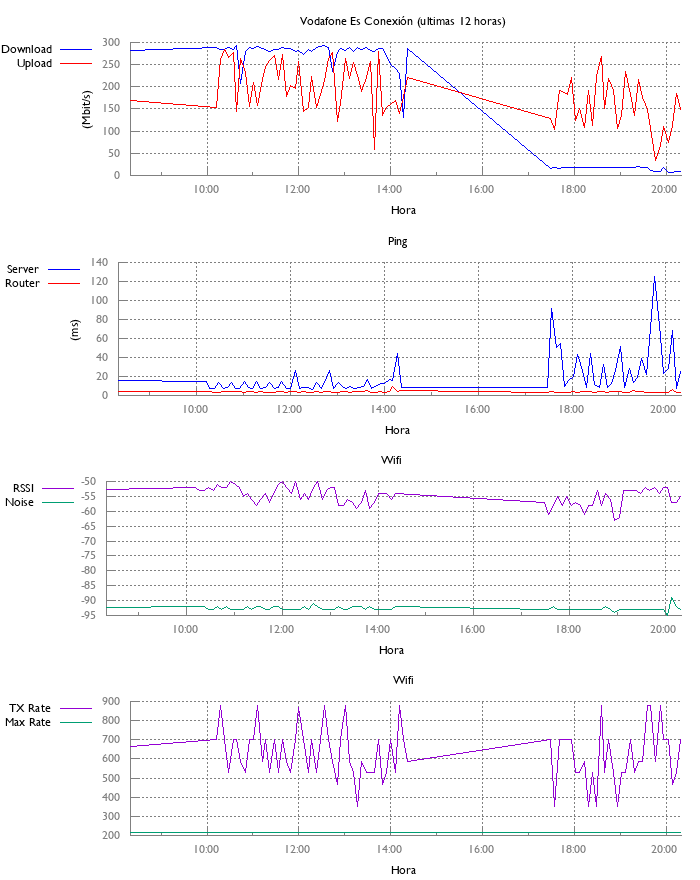 Vodafone Es Conexión (ultimas 12 horas)
Download
Upload
300
250
200
150
100
50
0
(Mbit/s)
10:00 12:00 14:00 16:00 18:00 20:00
Hora
Ping
Server
Router
140
120
100
80
60
40
20
0
(ms)
10:00 12:00 14:00 16:00 18:00 20:00
Hora
Wifi
RSSI
Noise
-50
-55
-60
-65
-70
-75
-80
-85
-90
-95
10:00 12:00 14:00 16:00 18:00 20:00
Hora
Wifi
TX Rate
Max Rate
900
800
700
600
500
400
300
200
10:00 12:00 14:00 16:00 18:00 20:00
Hora